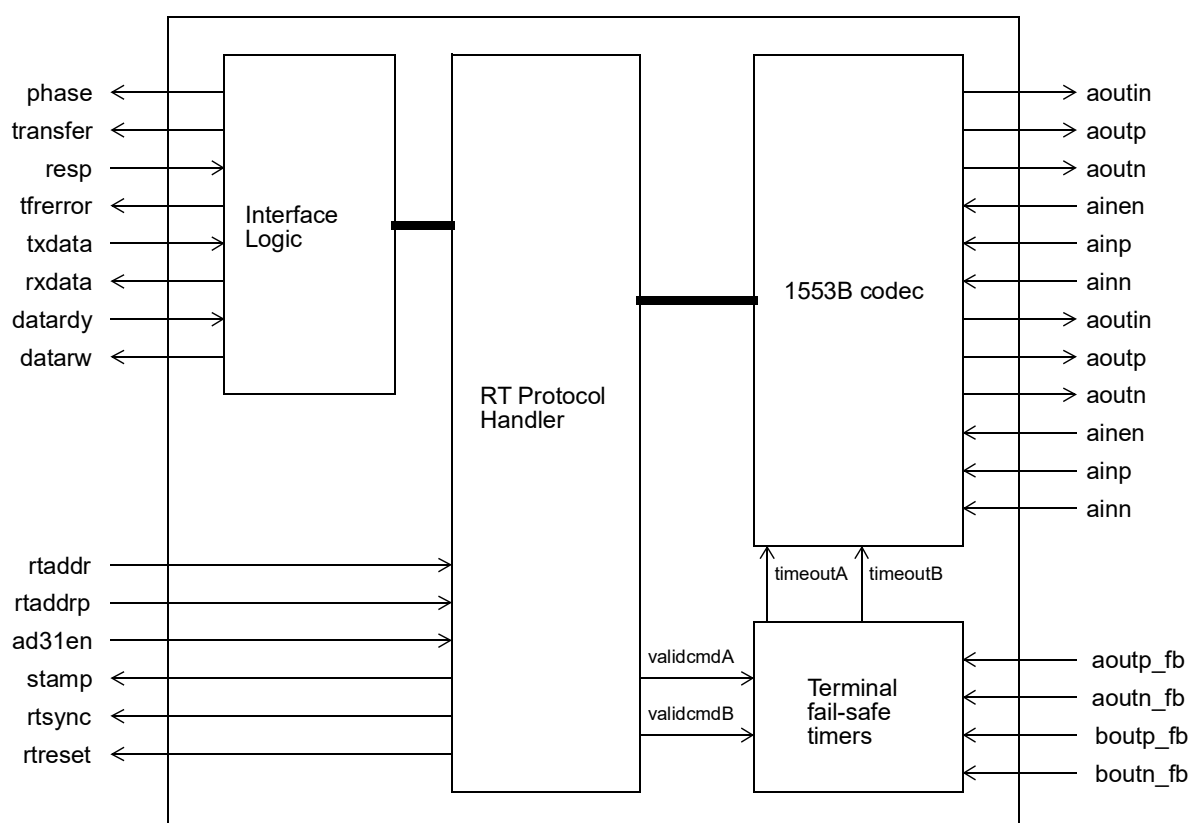 phase
transfer
resp
tfrerror
txdata
rxdata
datardy
datarw
Interface
Logic
RT Protocol
Handler
1553B codec
aoutin
aoutp
aoutn
ainen
ainp
ainn
aoutin
aoutp
aoutn
ainen
ainp
ainn
rtaddr
rtaddrp
ad31en
stamp
rtsync
rtreset
timeoutA
timeoutB
validcmdA
validcmdB
Terminal
fail-safe
timers
aoutp_fb
aoutn_fb
boutp_fb
boutn_fb